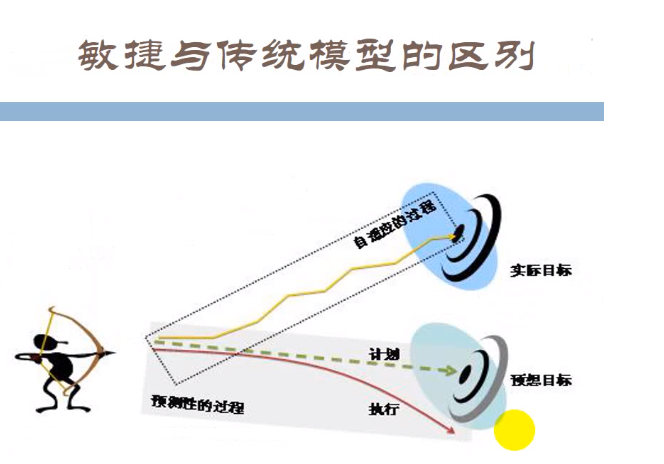 敏捷与传统模型的区别
自适应的过程
实际目标
计划
预想目标
预测性的过程
执行